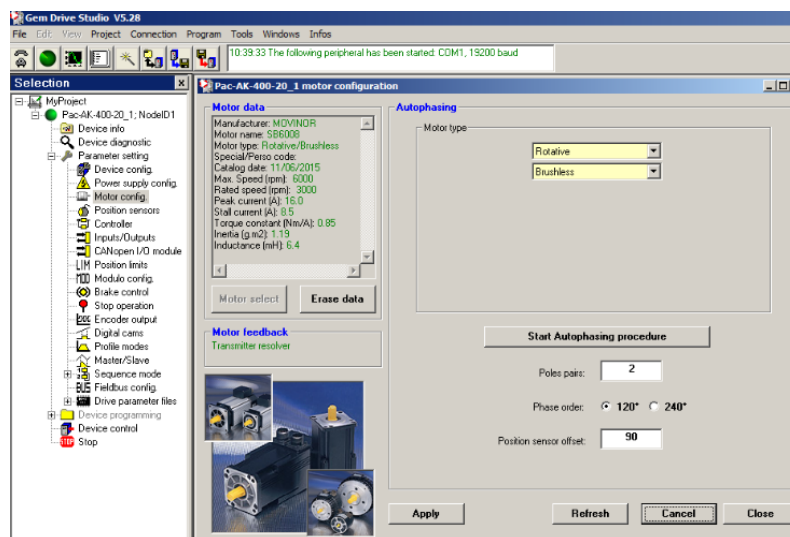 Gem Drive Studio V5.28
File Edit View Project Connection Program Tools Windows Infos
10:39:33 The following peripheral has been started: COM1, 19200 baud
Selection
MyProject
Pac-AK-400-20_1; NodeID1
Device info
Device diagnostic
Parameter setting
Device config.
Power supply config.
Motor config.
Position sensors
Controller
Inputs/Outputs
CANopen I/O module
LIM Position limits
MOD Modulo config.
Brake control
Stop operation
Encoder output
Digital cams
Profile modes
Master/Slave
Sequence mode
BUS Fieldbus config.
Drive parameter files
Device programming
Device control
STOP Stop
Pac-AK-400-20_1 motor configuration
Motor data
Manufacturer: MOVINOR
Motor name: SB6008
Motor type: Rotative/Brushless
Special/Perso code:
Catalog date: 11/06/2015
Max. Speed (rpm): 6000
Rated speed (rpm): 3000
Peak current (A): 16.0
Stall current (A): 8.5
Torque constant (Nm/A): 0.85
Inertia (g.m2): 1.19
Inductance (mH): 6.4
Motor select Erase data
Motor feedback
Transmitter resolver
Autophasing
Motor type
Rotative
Brushless
Start Autophasing procedure
Poles pairs: 2
Phase order: 120° 240°
Position sensor offset: 90
Apply Refresh Cancel Close